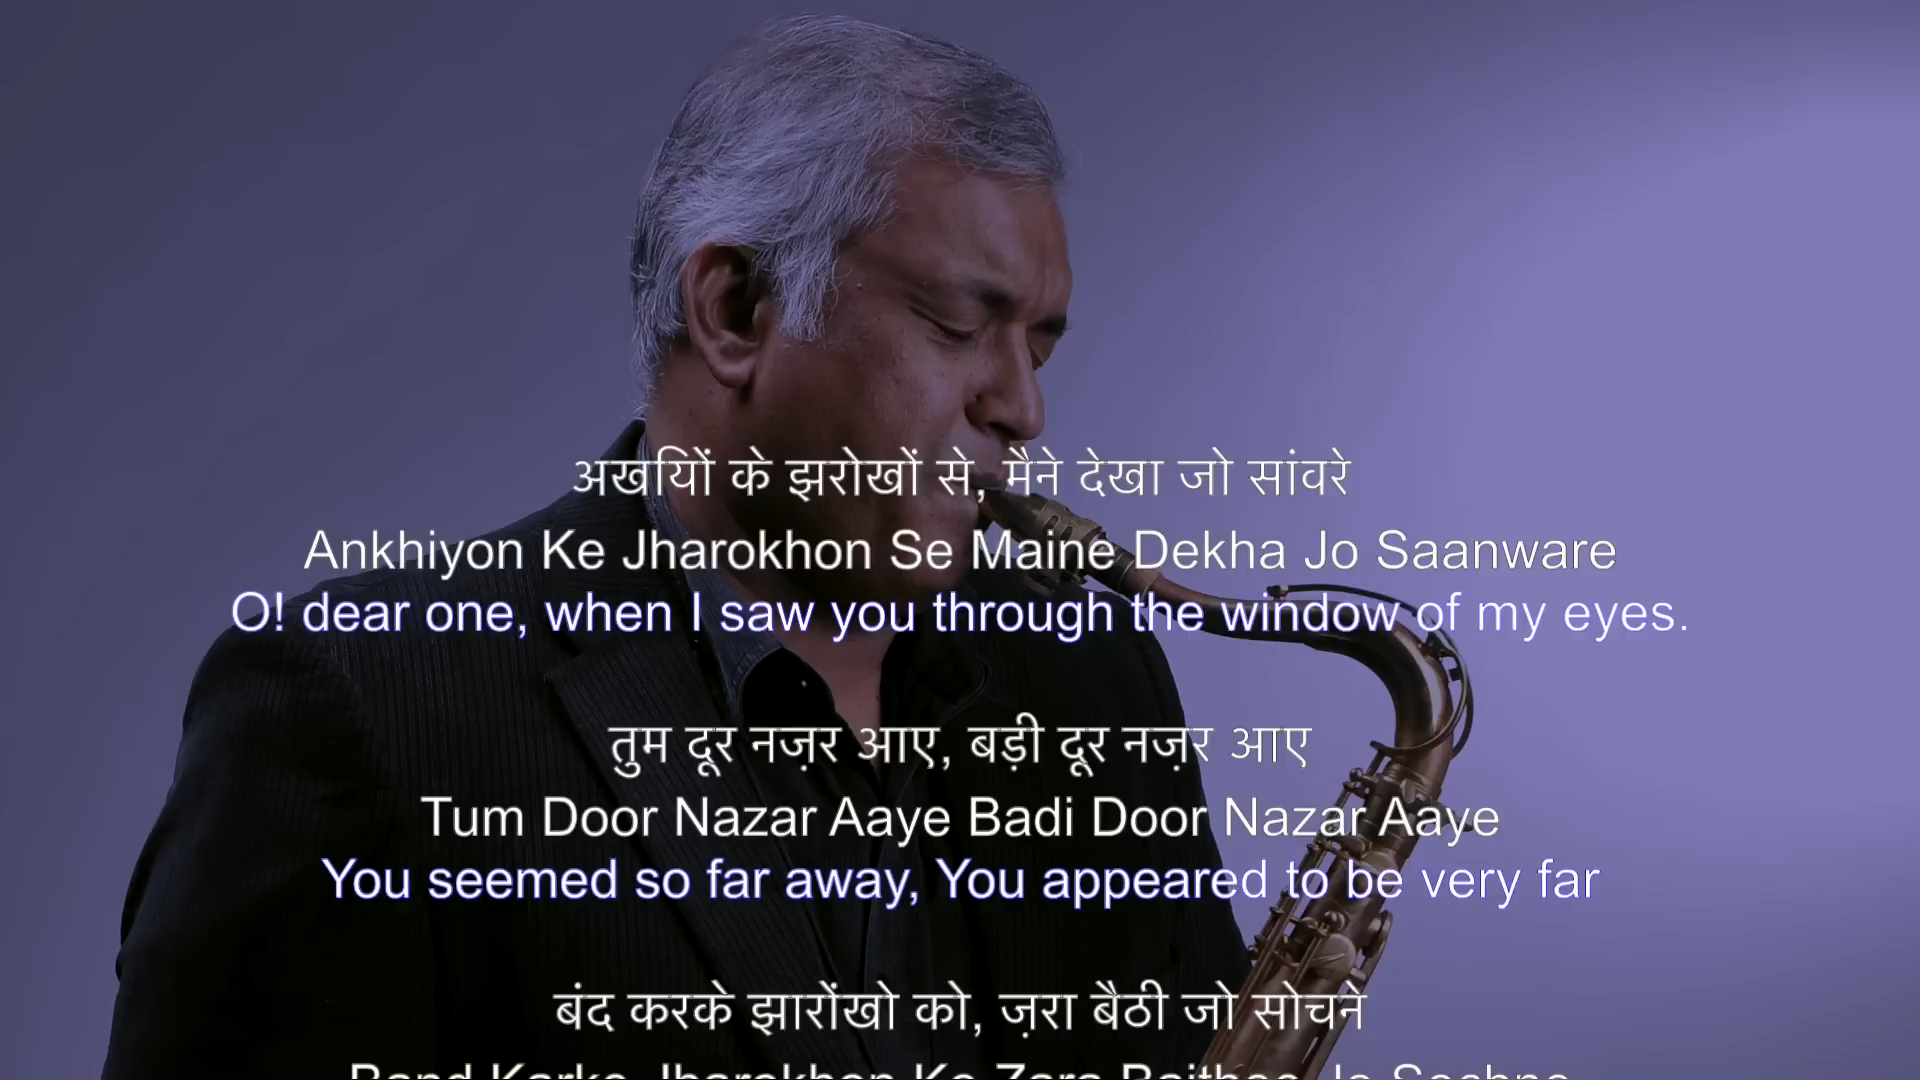 अखियों के झरोखों से, मैने देखा जो सांवरे
Ankhiyon Ke Jharokhon Se Maine Dekha Jo Saanware
O! dear one, when I saw you through the window of my eyes.
तुम दूर नज़र आए, बड़ी दूर नज़र आए
Tum Door Nazar Aaye Badi Door Nazar Aaye
You seemed so far away, You appeared to be very far
बंद करके झारोंखो को, ज़रा बैठी जो सोचने
Band Karke Jharokhon Ko Zara Baithee Jo Sochne